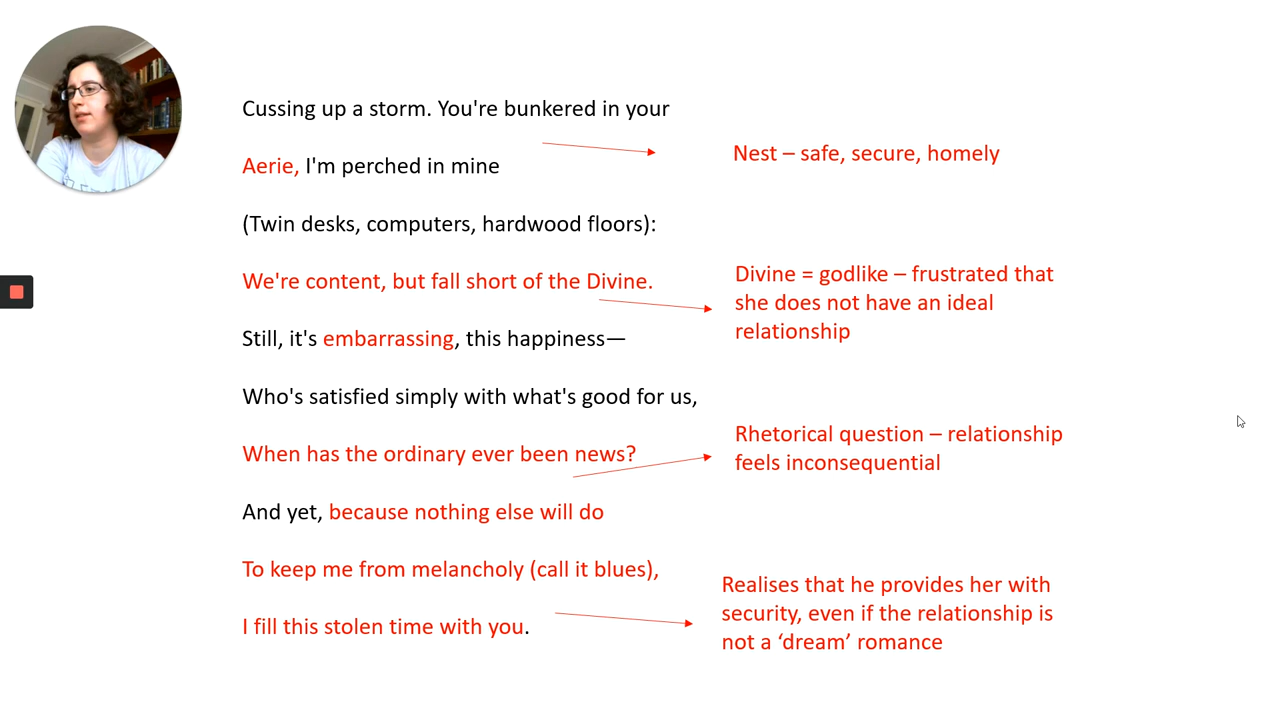 Cussing up a storm. You're bunkered in your
Aerie, I'm perched in mine
Nest – safe, secure, homely
(Twin desks, computers, hardwood floors):
We're content, but fall short of the Divine.
Divine = godlike – frustrated that
she does not have an ideal
relationship
Still, it's embarrassing, this happiness—
Who's satisfied simply with what's good for us,
When has the ordinary ever been news?
Rhetorical question – relationship
feels inconsequential
And yet, because nothing else will do
To keep me from melancholy (call it blues),
I fill this stolen time with you.
Realises that he provides her with
security, even if the relationship is
not a ‘dream’ romance